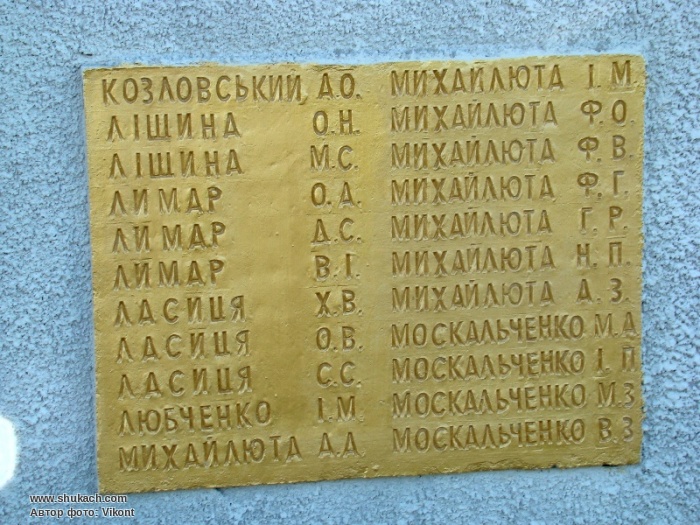 КОЗЛОВСЬКИЙ А.О.
ЛІЩИНА О.Н.
ЛІЩИНА М.С.
ЛИМАР О.А.
ЛИМАР Д.С.
ЛИМАР В.І.
ЛАСИЦЯ Х.В.
ЛАСИЦЯ О.В.
ЛАСИЦЯ С.С.
ЛЮБЧЕНКО І.М
МИХАЙЛЮТА Д.Д.
МИХАЙЛЮТА І.М.
МИХАЙЛЮТА Ф.О.
МИХАЙЛЮТА Ф.В.
МИХАЙЛЮТА Ф.Г.
МИХАЙЛЮТА Г.Р.
МИХАЙЛЮТА Н.П.
МИХАЙЛЮТА А.З.
МОСКАЛЬЧЕНКО М.А
МОСКАЛЬЧЕНКО І.П
МОСКАЛЬЧЕНКО М.З
МОСКАЛЬЧЕНКО В.З
www.shukach.com
Автор фото: Vikont